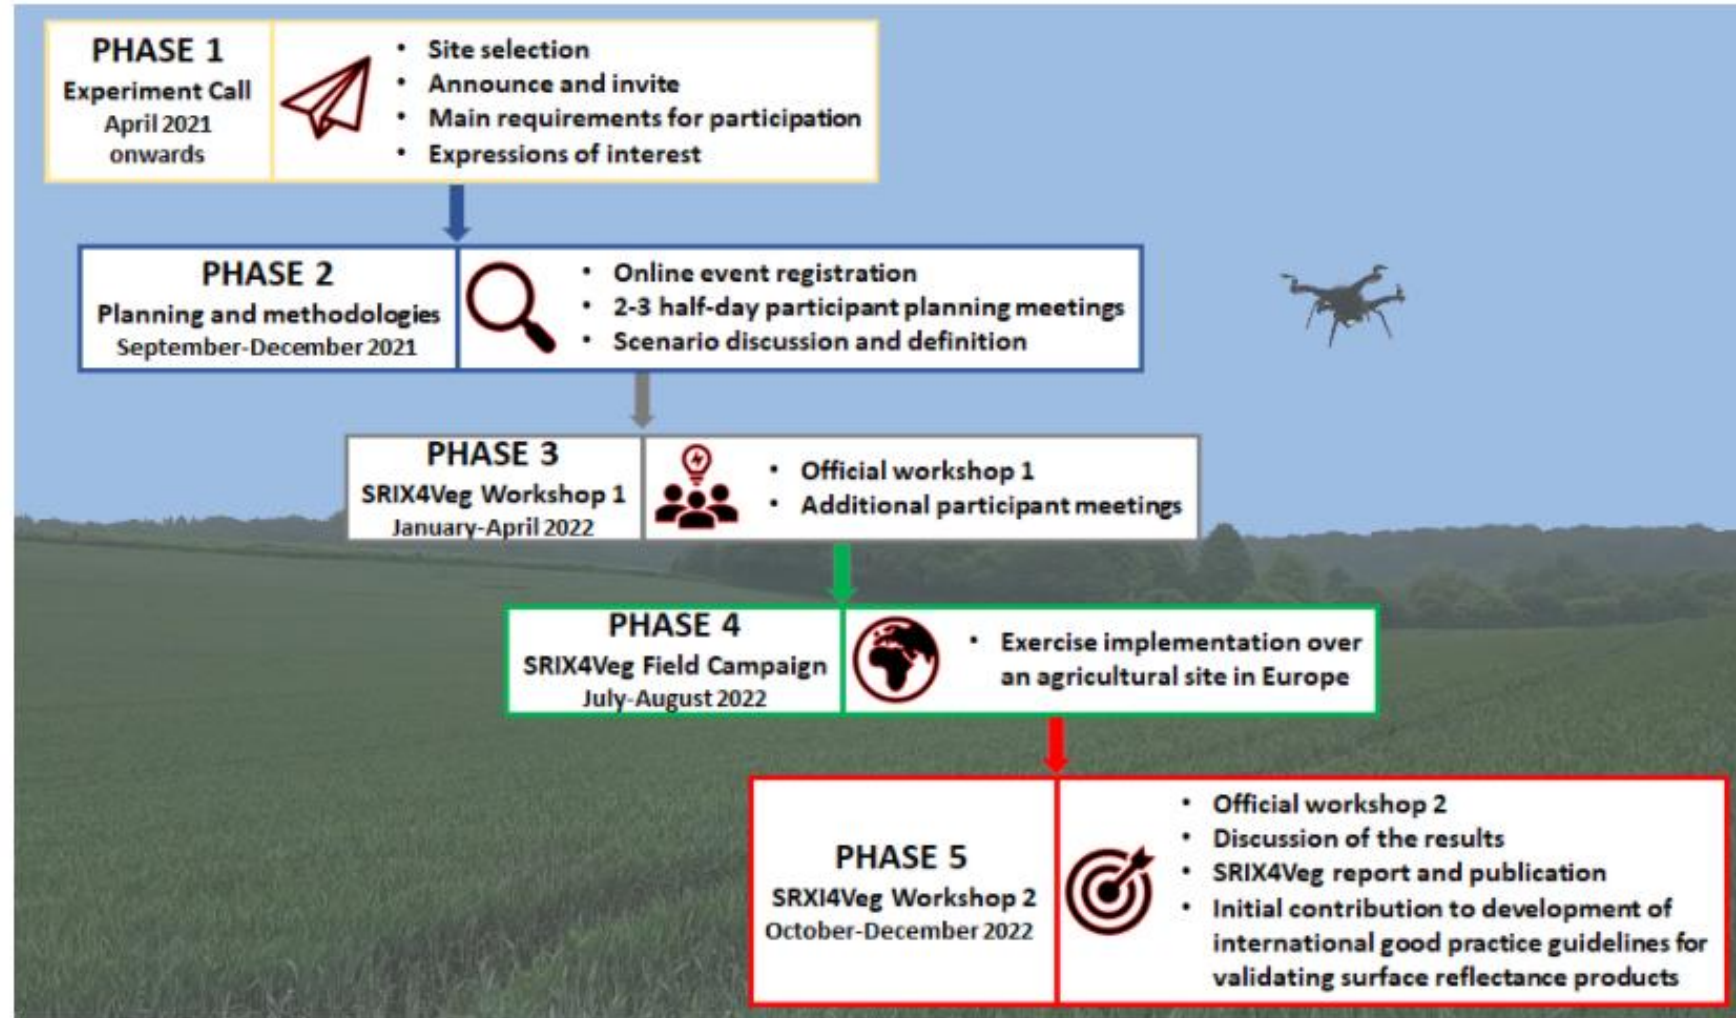 PHASE 1
Experiment Call
April 2021
onwards
• Site selection
• Announce and invite
• Main requirements for participation
• Expressions of interest
PHASE 2
Planning and methodologies
September-December 2021
• Online event registration
• 2-3 half-day participant planning meetings
• Scenario discussion and definition
PHASE 3
SRIX4Veg Workshop 1
January-April 2022
• Official workshop 1
• Additional participant meetings
PHASE 4
SRIX4Veg Field Campaign
July-August 2022
• Exercise implementation over
an agricultural site in Europe
PHASE 5
SRXI4Veg Workshop 2
October-December 2022
• Official workshop 2
• Discussion of the results
• SRIX4Veg report and publication
• Initial contribution to development of
international good practice guidelines for
validating surface reflectance products